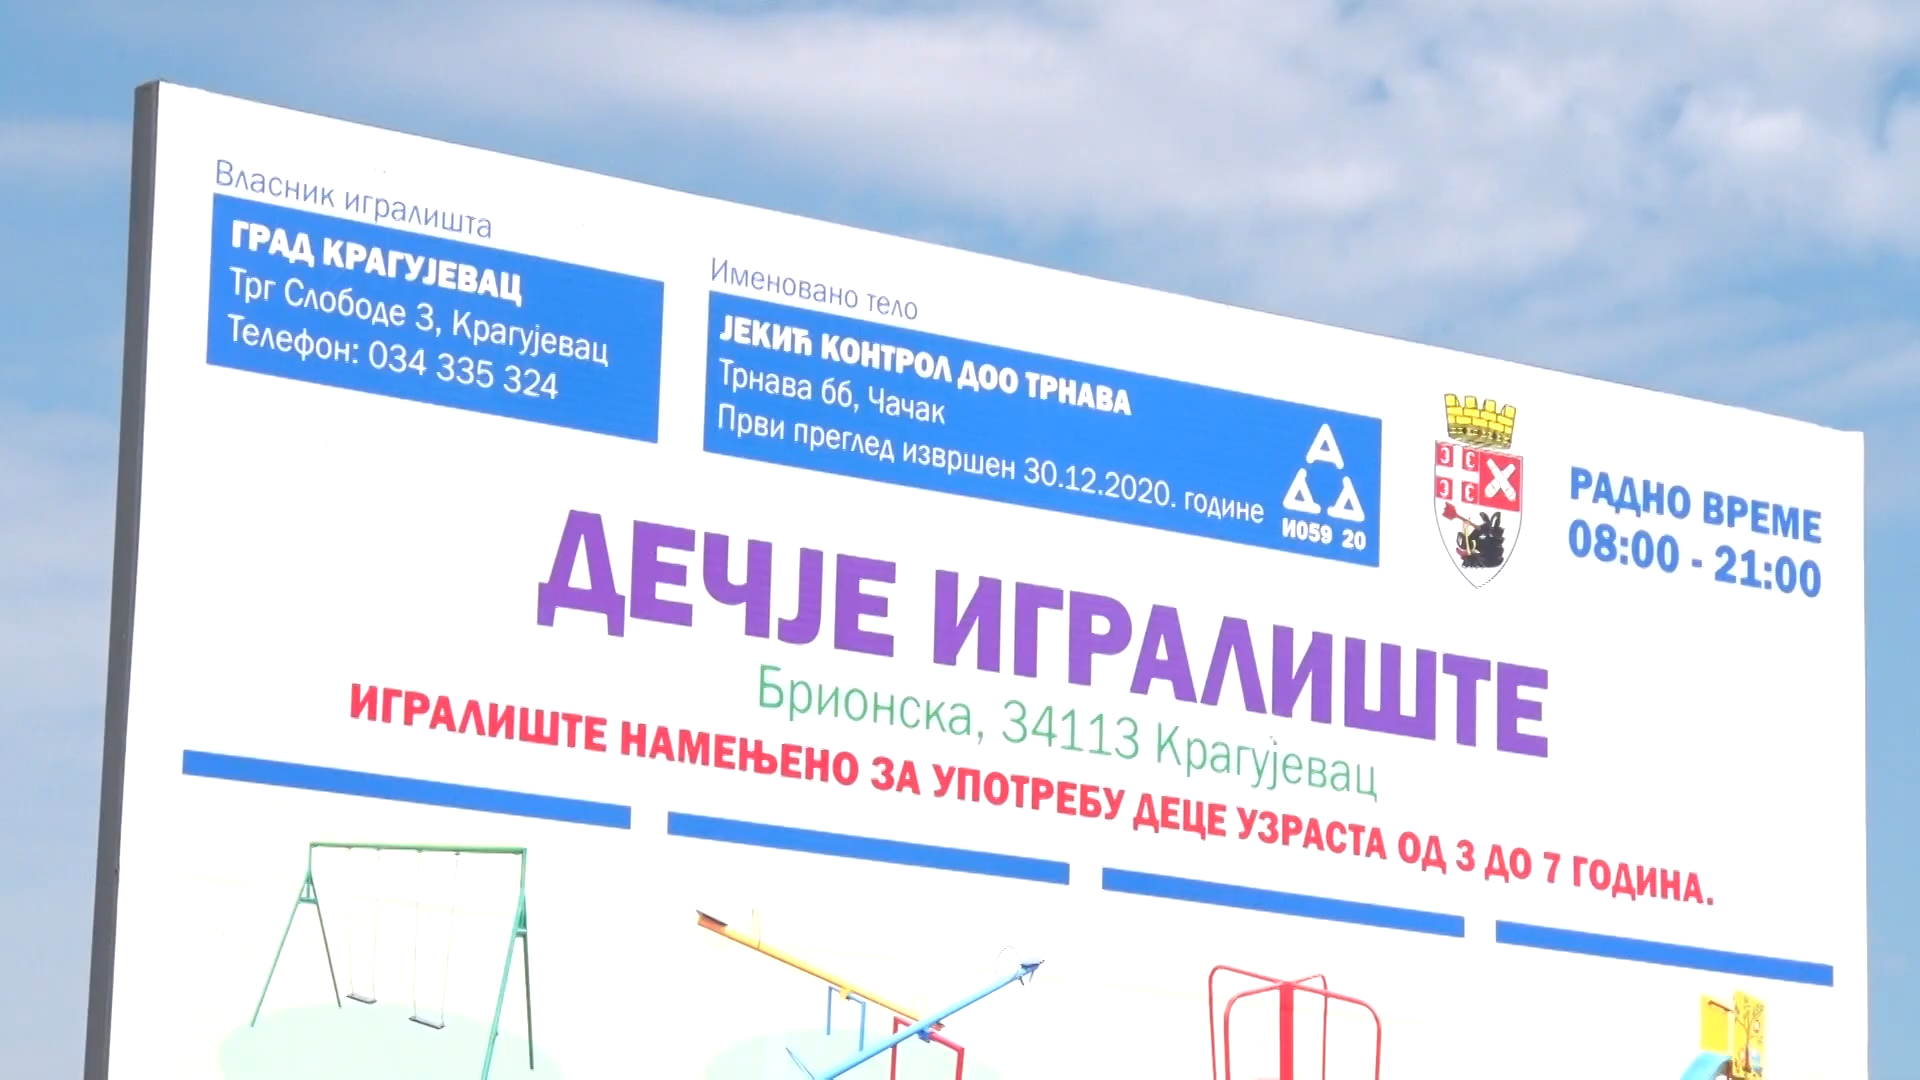 Власник игралишта
ГРАД КРАГУЈЕВАЦ
Трг Слободе 3, Крагујевац
Телефон: 034 335 324
Именовано тело
ЈЕКИЋ КОНТРОЛ ДОО ТРНАВА
Трнава бб, Чачак
Први преглед извршен 30.12.2020. године
А
А А
И059 20
РАДНО ВРЕМЕ
08:00 - 21:00
ДЕЧЈЕ ИГРАЛИШТЕ
Брионска, 34113 Крагујевац
ИГРАЛИШТЕ НАМЕЊЕНО ЗА УПОТРЕБУ ДЕЦЕ УЗРАСТА ОД 3 ДО 7 ГОДИНА.